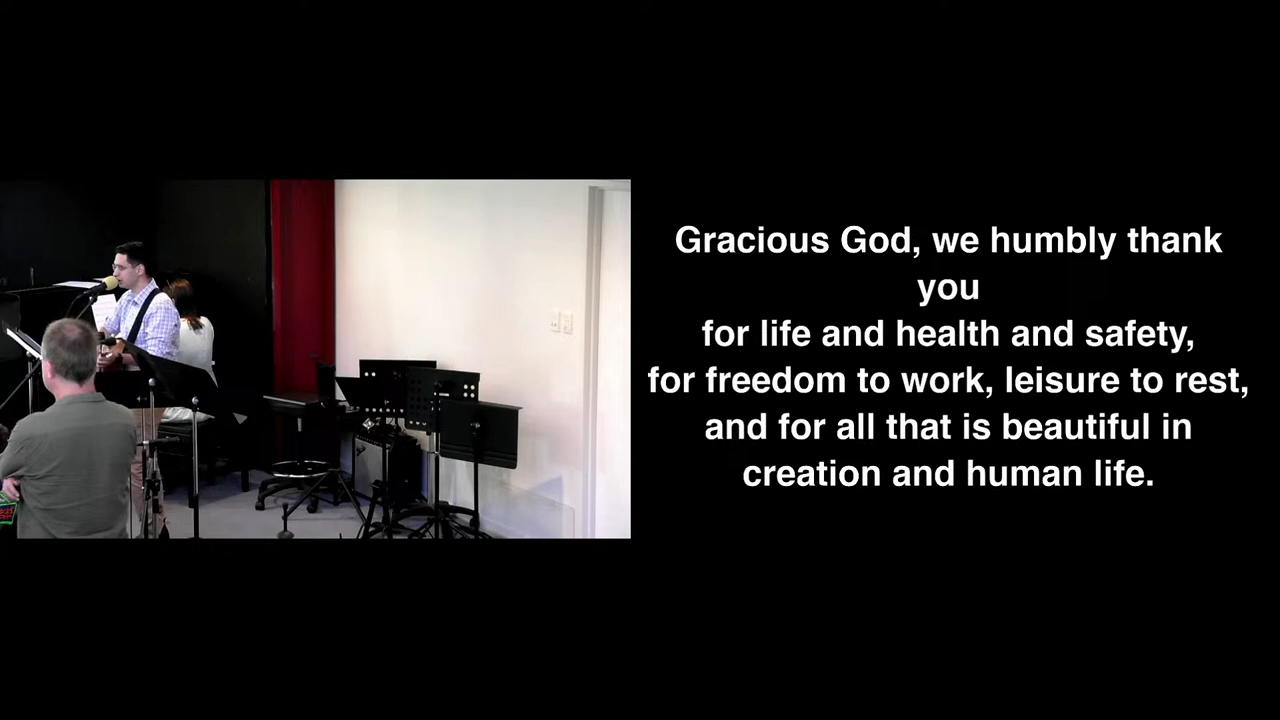 Gracious God, we humbly thank
you
for life and health and safety,
for freedom to work, leisure to rest,
and for all that is beautiful in
creation and human life.